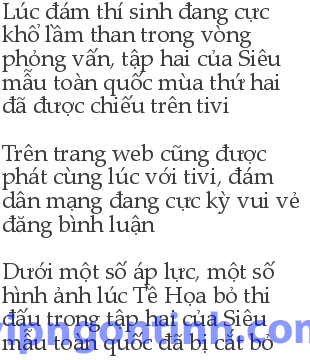 Lúc đám thí sinh đang cực
khổ lầm than trong vòng
phỏng vấn, tập hai của Siêu
mẫu toàn quốc mùa thứ hai
đã được chiếu trên tivi
Trên trang web cũng được
phát cùng lúc với tivi, đám
dân mạng đang cực kỳ vui vẻ
đăng bình luận
Dưới một số áp lực, một số
hình ảnh lúc Tê Họa bỏ thi
đấu trong tập hai của Siêu
mẫu toàn quốc đã bị cắt bỏ
vipngontinh.com